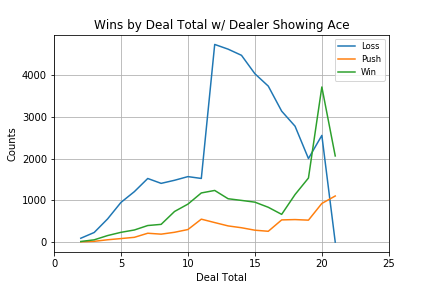 Wins by Deal Total w/ Dealer Showing Ace
Loss
Push
Win
4000
3000
2000
1000
0
Counts
0 5 10 15 20 25
Deal Total